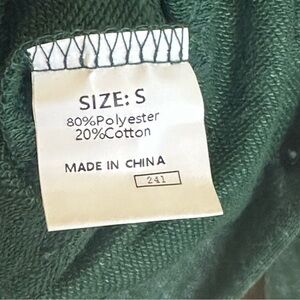 SIZE: S
80%Polyester
20%Cotton
MADE IN CHINA
241